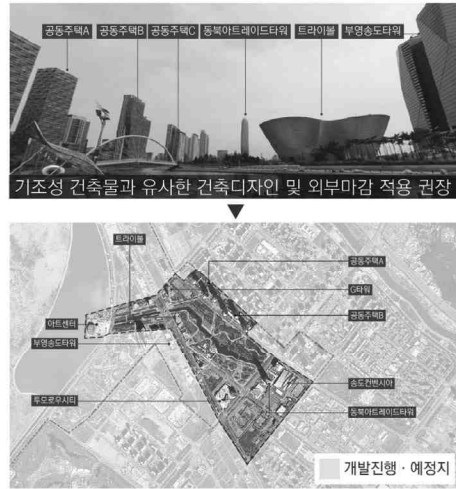 공동주택A 공동주택B 공동주택C 동북아트레이드타워 트라이볼 부영송도타워
기조성 건축물과 유사한 건축디자인 및 외부마감 적용 권장
트라이볼
공동주택A
G타워
공동주택B
아트센터
부영송도타워
송도컨벤시아
투모로우시티
동북아트레이드타워
개발진행 · 예정지